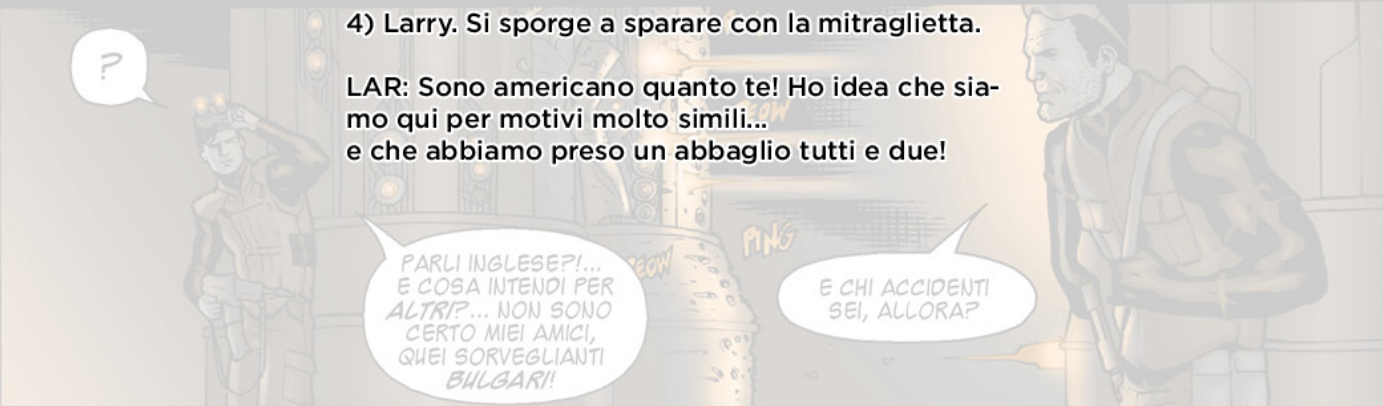 4) Larry. Si sporge a sparare con la mitraglietta.
LAR: Sono americano quanto te! Ho idea che sia-
mo qui per motivi molto simili...
e che abbiamo preso un abbaglio tutti e due!
?
PARLI INGLESE?!...
E COSA INTENDI PER
ALTRI?... NON SONO
CERTO MIEI AMICI,
QUEI SORVEGLIANTI
BULGARI!
PING
E CHI ACCIDENTI
SEI, ALLORA?